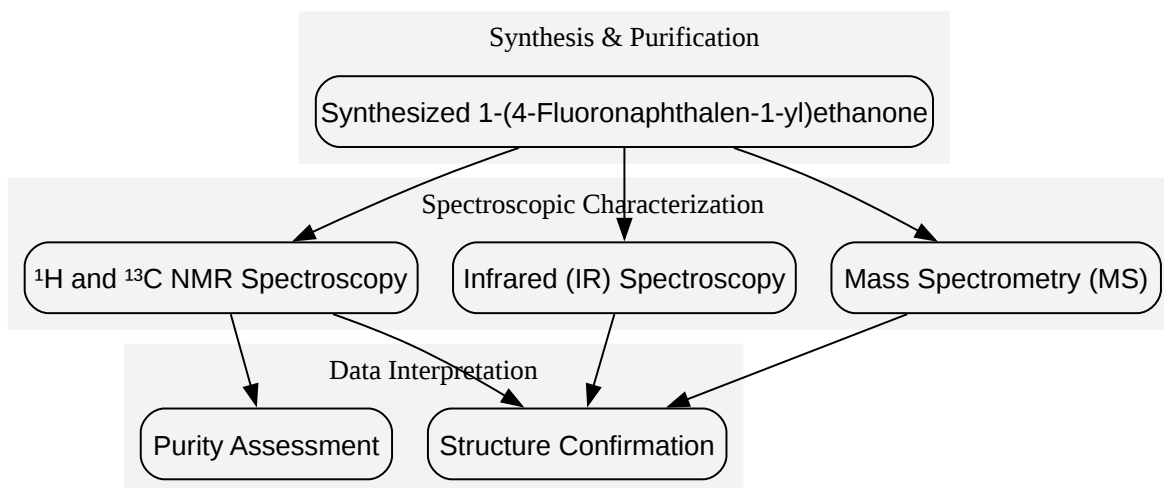 Synthesis & Purification
Synthesized 1-(4-Fluoronaphthalen-1-yl)ethanone
Spectroscopic Characterization
¹H and ¹³C NMR Spectroscopy
Infrared (IR) Spectroscopy
Mass Spectrometry (MS)
Data Interpretation
Purity Assessment
Structure Confirmation